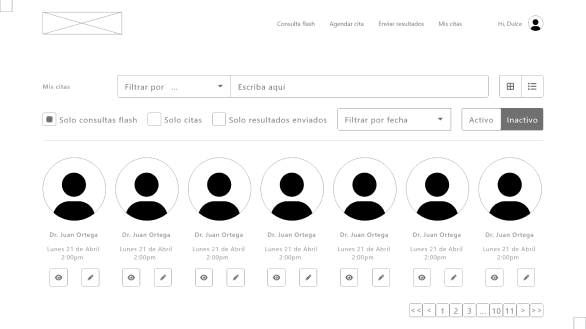 Consulta flash Agendar cita Enviar resultados Mis citas Hi, Dulce
Mis citas Filtrar por ... Escriba aquí
Solo consultas flash Solo citas Solo resultados enviados Filtrar por fecha Activo Inactivo
Dr. Juan Ortega Dr. Juan Ortega Dr. Juan Ortega Dr. Juan Ortega Dr. Juan Ortega Dr. Juan Ortega Dr. Juan Ortega
Lunes 21 de Abril Lunes 21 de Abril Lunes 21 de Abril Lunes 21 de Abril Lunes 21 de Abril Lunes 21 de Abril Lunes 21 de Abril
2:00pm 2:00pm 2:00pm 2:00pm 2:00pm 2:00pm 2:00pm
<< < 1 2 3 ... 10 11 > >>